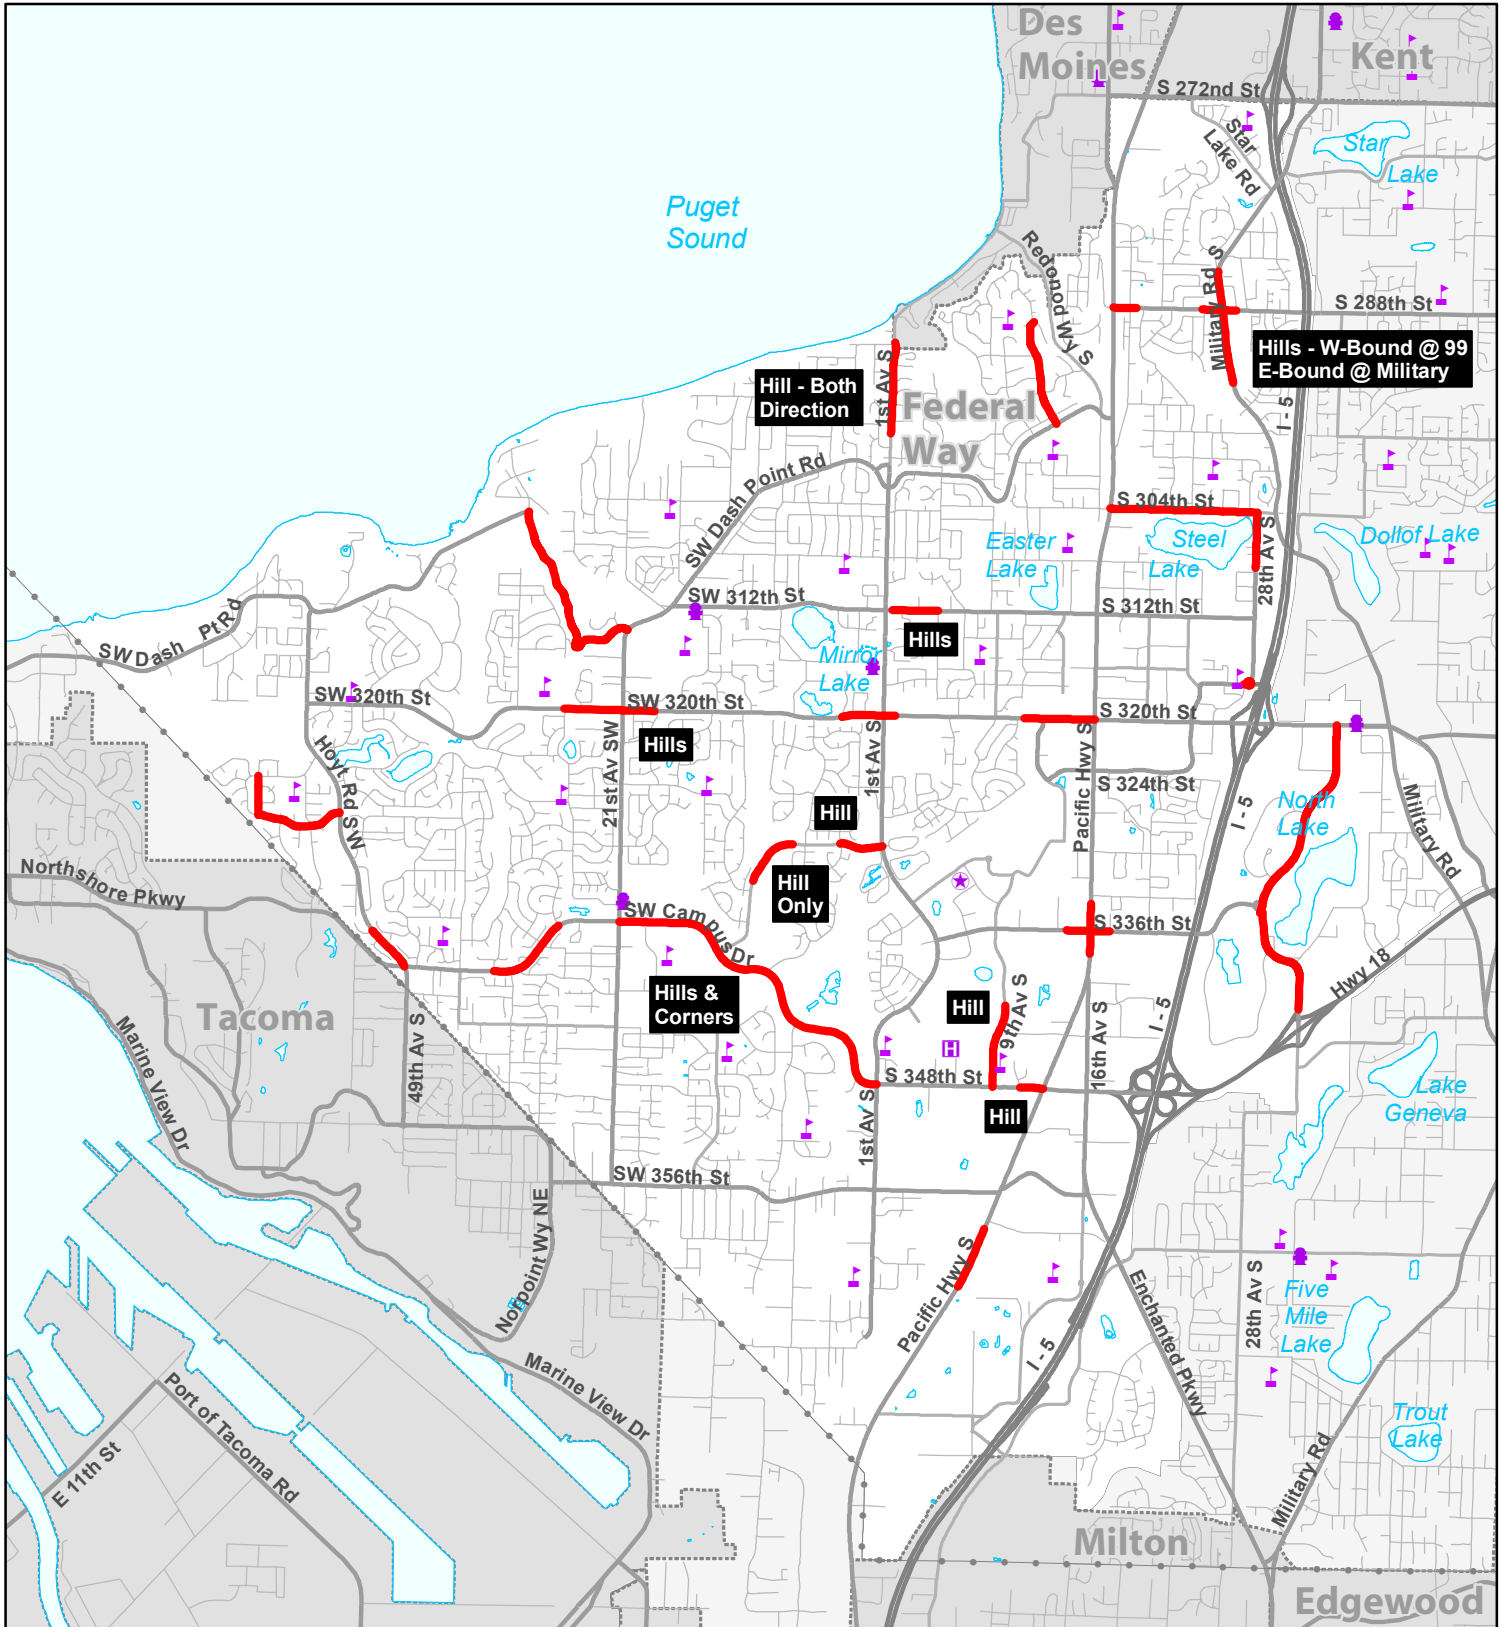 Des
Moines
Kent
S 272nd St
Star
Lake Rd
Star
Lake
Puget
Sound
Redonod Wy S
Military Rd S
S 288th St
Hills - W-Bound @ 99
E-Bound @ Military
Hill - Both
Direction
1st Av S
Federal
Way
I - 5
SW Dash Point Rd
S 304th St
Easter
Lake
Steel
Lake
28th Av S
Dollof Lake
SW 312th St
S 312th St
Hills
SW Dash Pt Rd
Mirror
Lake
SW 320th St
SW 320th St
S 320th St
Hills
Hoyt Rd SW
21st Av SW
1st Av S
Pacific Hwy S
S 324th St
I - 5
North
Lake
Military Rd
Hill
Hill
Only
Northshore Pkwy
SW Campus Dr
S 336th St
Hwy 18
Hills &
Corners
Hill
9th Av S
16th Av S
I - 5
Tacoma
Marine View Dr
49th Av S
S 348th St
Hill
Lake
Geneva
1st Av S
SW 356th St
Norpoint Wy NE
Pacific Hwy S
Enchanted Pkwy
28th Av S
Five
Mile
Lake
I - 5
Marine View Dr
Port of Tacoma Rd
E 11th St
Trout
Lake
Military Rd
Milton
Edgewood
H